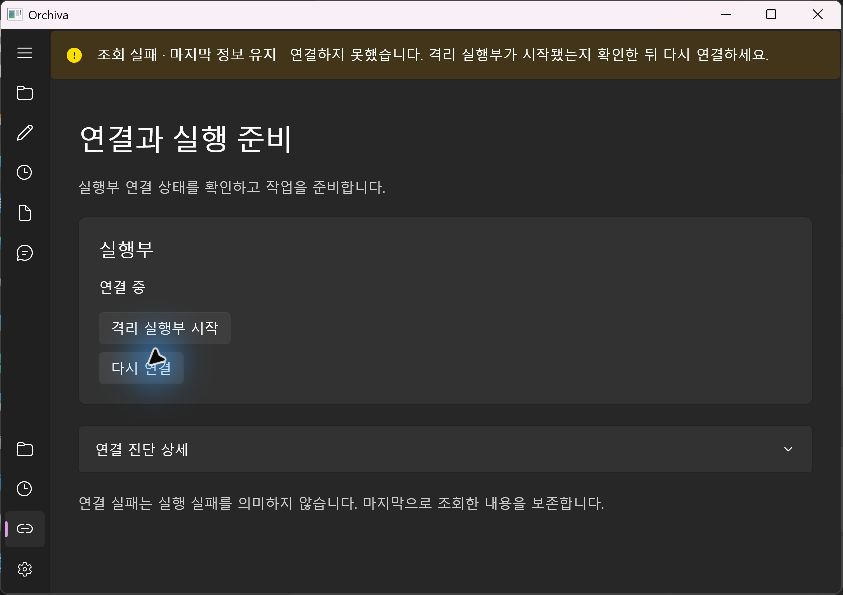 Orchiva
조회 실패 · 마지막 정보 유지 연결하지 못했습니다. 격리 실행부가 시작됐는지 확인한 뒤 다시 연결하세요.
연결과 실행 준비
실행부 연결 상태를 확인하고 작업을 준비합니다.
실행부
연결 중
격리 실행부 시작
다시 연결
연결 진단 상세
연결 실패는 실행 실패를 의미하지 않습니다. 마지막으로 조회한 내용을 보존합니다.